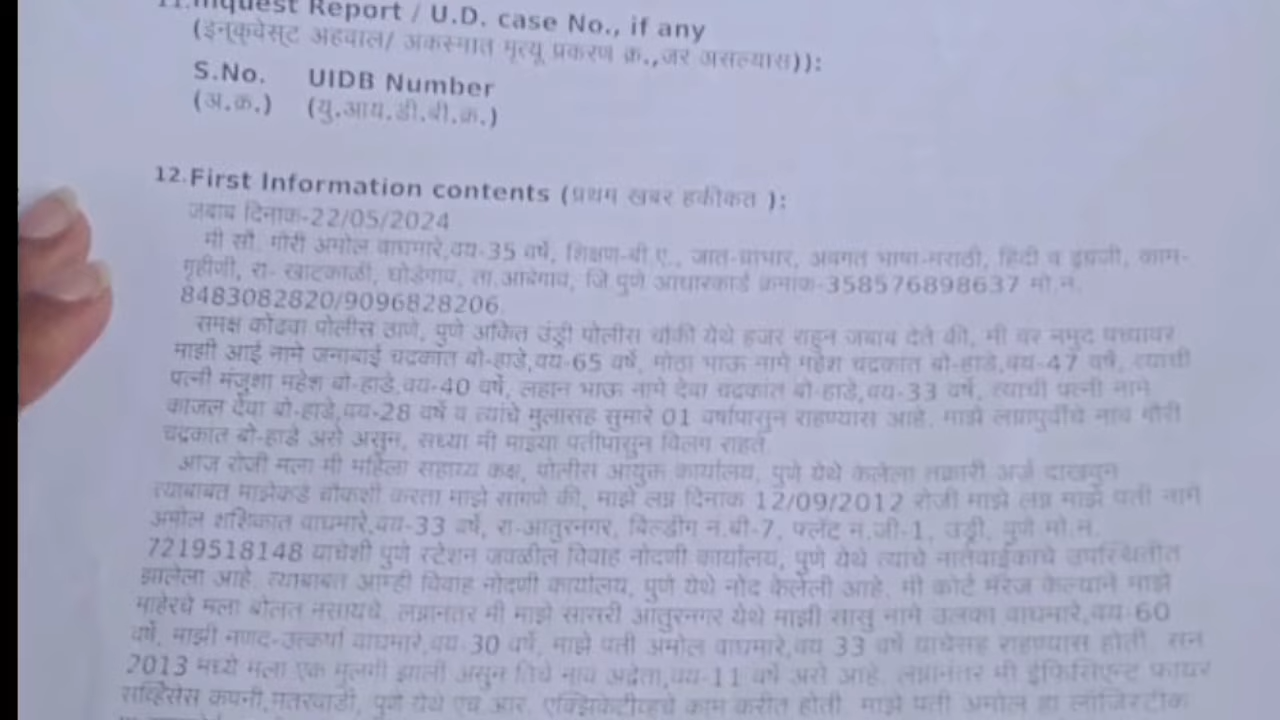 11.Inquest Report / U.D. case No., if any
(इन्क्वेस्ट अहवाल/ अकस्मात मृत्यू प्रकरण क्र.,जर असल्यास)):
S.No. UIDB Number
(अ.क्र.) (यु.आय.डी.बी.क्र.)
12.First Information contents (प्रथम खबर हकीकत ):
जबाब दिनांक-22/05/2024
मी सौ. गौरी अमोल वाघमारे,वय-35 वर्षे, शिक्षण-बी.ए., जात- अवगत भाषा-मराठी, हिंदी व इंग्रजी, काम-
गृहीणी, रा- खाटकाळी, घोडेगाव, ता.आंबेगाव, जि.पुणे आधारकार्ड क्रमांक-358576898637 मो.नं.
8483082820/9096828206.
समक्ष कोंढवा पोलीस ठाणे, पुणे अंकित उंड्री पोलीस चौकी येथे हजर राहुन जबाब देते की, मी वर नमुद पत्त्यावर
माझी आई नामे जनाबाई चंद्रकांत बो-हाडे,वय-65 वर्षे, मोठा भाऊ नामे महेश चंद्रकांत बो-हाडे,वय-47 वर्षे, त्याची
पत्नी मंजुशा महेश बो-हाडे,वय-40 वर्षे, लहान भाऊ नामे देवा चंद्रकांत बो-हाडे,वय-33 वर्षे, त्याची पत्नी नामे
काजल देवा बो-हाडे,वय-28 वर्षे व त्यांचे मुलासह सुमारे 01 वर्षापासुन राहण्यास आहे. माझे लग्नापुर्वीचे नाव गौरी
चंद्रकांत बो-हाडे असे असुन, सध्या मी माझ्या पतीपासुन विलग राहते.
आज रोजी मला मी महिला सहाय्य कक्ष, पोलीस आयुक्त कार्यालय, पुणे येथे केलेला तक्रारी अर्ज दाखवुन
त्याबाबत माझेकडे चौकशी करता माझे सांगणे की, माझे लग्न दिनांक 12/09/2012 रोजी माझे लग्न माझे पती नामे
अमोल शशिकांत वाघमारे,वय-33 वर्षे, रा-आतुरनगर, बिल्डींग नं.बी-7, फ्लॅट नं.जी-1, उंड्री, पुणे मो.नं.
7219518148 यांचेशी पुणे स्टेशन जवळील विवाह नोंदणी कार्यालय, पुणे येथे त्यांचे नातेवाईकांचे उपस्थितीत
झालेला आहे. त्याबाबत आम्ही विवाह नोंदणी कार्यालय, पुणे येथे नोंद केलेली आहे. मी कोर्ट मॅरेज केल्याने माझे
माहेरचे मला बोलत नसायचे. लग्नानंतर मी माझे सासरी आतुरनगर येथे माझी सासु नामे उलका वाघमारे,वय-60
वर्षे, माझी नणंद-उत्कर्षा वाघमारे,वय-30 वर्षे, माझे पती अमोल वाघमारे,वय 33 वर्षे यांचेसह राहण्यास होती. सन
2013 मध्ये मला एक मुलगी झाली असुन तिचे नाव अद्वेता,वय-11 वर्षे असे आहे. लग्नानंतर मी ईफिसिएन्ट फायर
सर्व्हिसेस कंपनी, पुणे येथे एच.आर. एक्झिकेटीव्हचे काम करीत होती. माझे पती अमोल हा लॉजिस्टीक